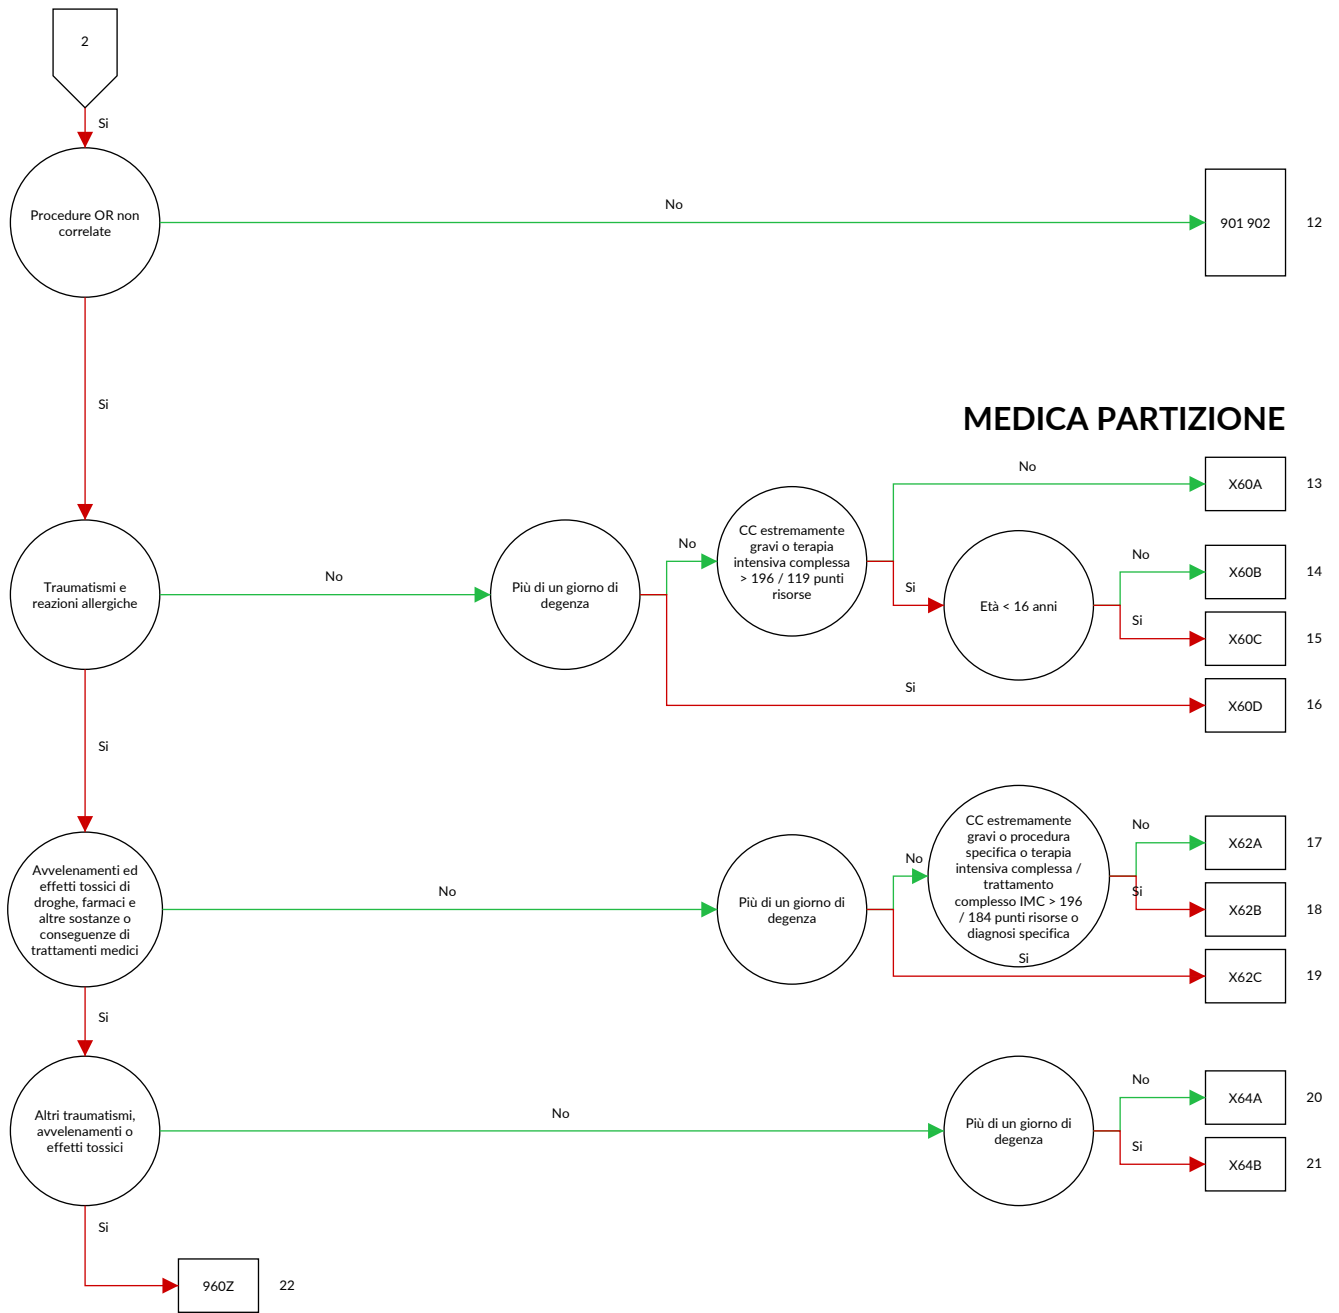 2
Si
Procedure OR non
correlate
No
901 902
12
Si
MEDICA PARTIZIONE
Traumatismi e
reazioni allergiche
No
Più di un giorno di
degenza
No
CC estremamente
gravi o terapia
intensiva complessa
> 196 / 119 punti
risorse
No
X60A
13
Si
Età < 16 anni
No
X60B
14
Si
X60C
15
Si
X60D
16
Si
Avvelenamenti ed
effetti tossici di
droghe, farmaci e
altre sostanze o
conseguenze di
trattamenti medici
No
Più di un giorno di
degenza
No
CC estremamente
gravi o procedura
specifica o terapia
intensiva complessa /
trattamento
complesso IMC > 196
/ 184 punti risorse o
diagnosi specifica
No
X62A
17
Si
X62B
18
Si
X62C
19
Si
Altri traumatismi,
avvelenamenti o
effetti tossici
No
Più di un giorno di
degenza
No
X64A
20
Si
X64B
21
Si
960Z
22